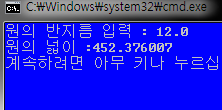 C:\Windows\system32\cmd.exe
원의 반지름 입력 : 12.0
원의 넓이 :452.376007
계속하려면 아무 키나 누르십